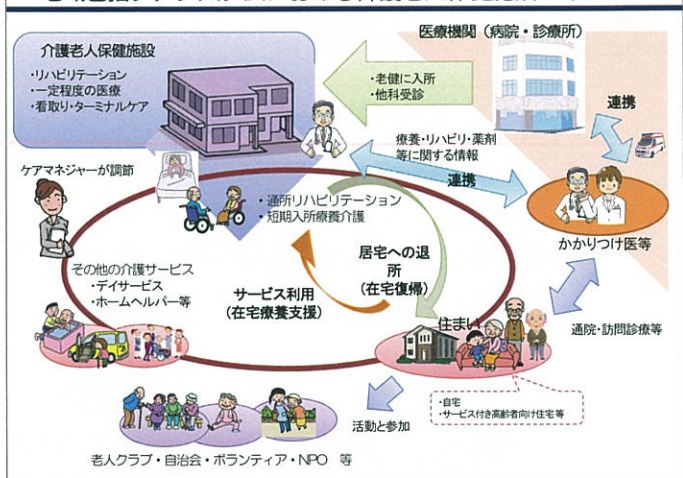 介護老人保健施設
・リハビリテーション
・一定程度の医療
・看取り・ターミナルケア
医療機関(病院・診療所)
・老健に入所
・他科受診
連携
療養・リハビリ・薬剤
等に関する情報
連携
ケアマネジャーが調節
・通所リハビリテーション
・短期入所療養介護
かかりつけ医等
居宅への退
所
(在宅復帰)
その他の介護サービス
・デイサービス
・ホームヘルパー等
サービス利用
(在宅療養支援)
住まい
通院・訪問診療等
・自宅
・サービス付き高齢者向け住宅等
活動と参加
老人クラブ・自治会・ボランティア・NPO 等